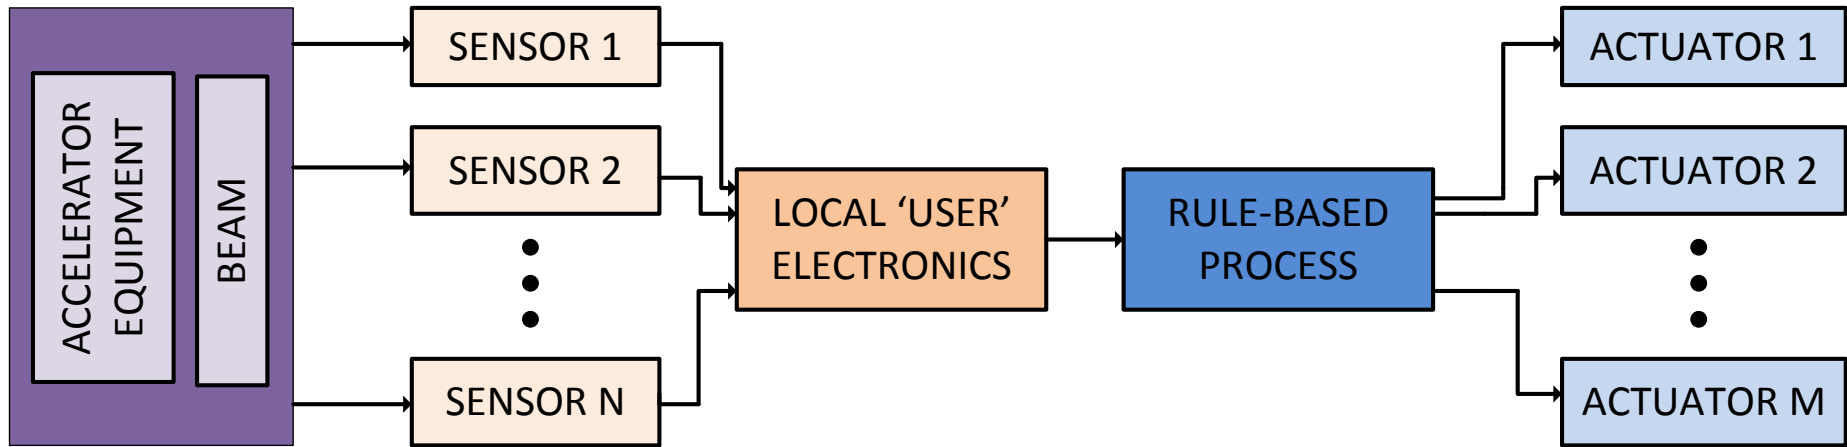 ACCELERATOR
EQUIPMENT
BEAM
SENSOR 1
SENSOR 2
SENSOR N
LOCAL ‘USER’
ELECTRONICS
RULE-BASED
PROCESS
ACTUATOR 1
ACTUATOR 2
ACTUATOR M